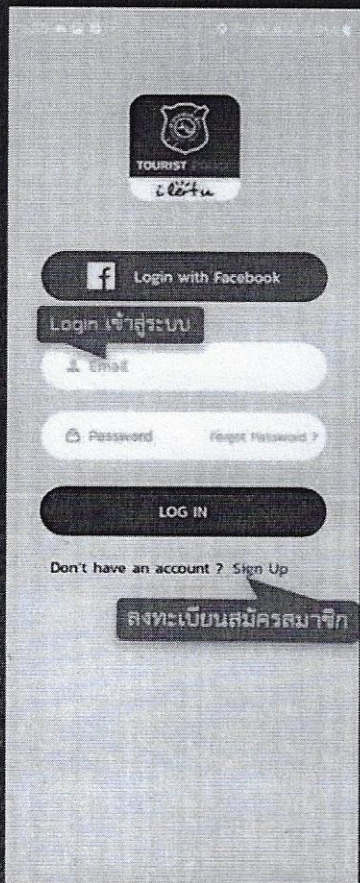 TOURIST
Login with Facebook
Login เข้าสู่ระบบ
Email
Password Forgot Password ?
LOG IN
Don't have an account ? Sign Up
ลงทะเบียนสมัครสมาชิก